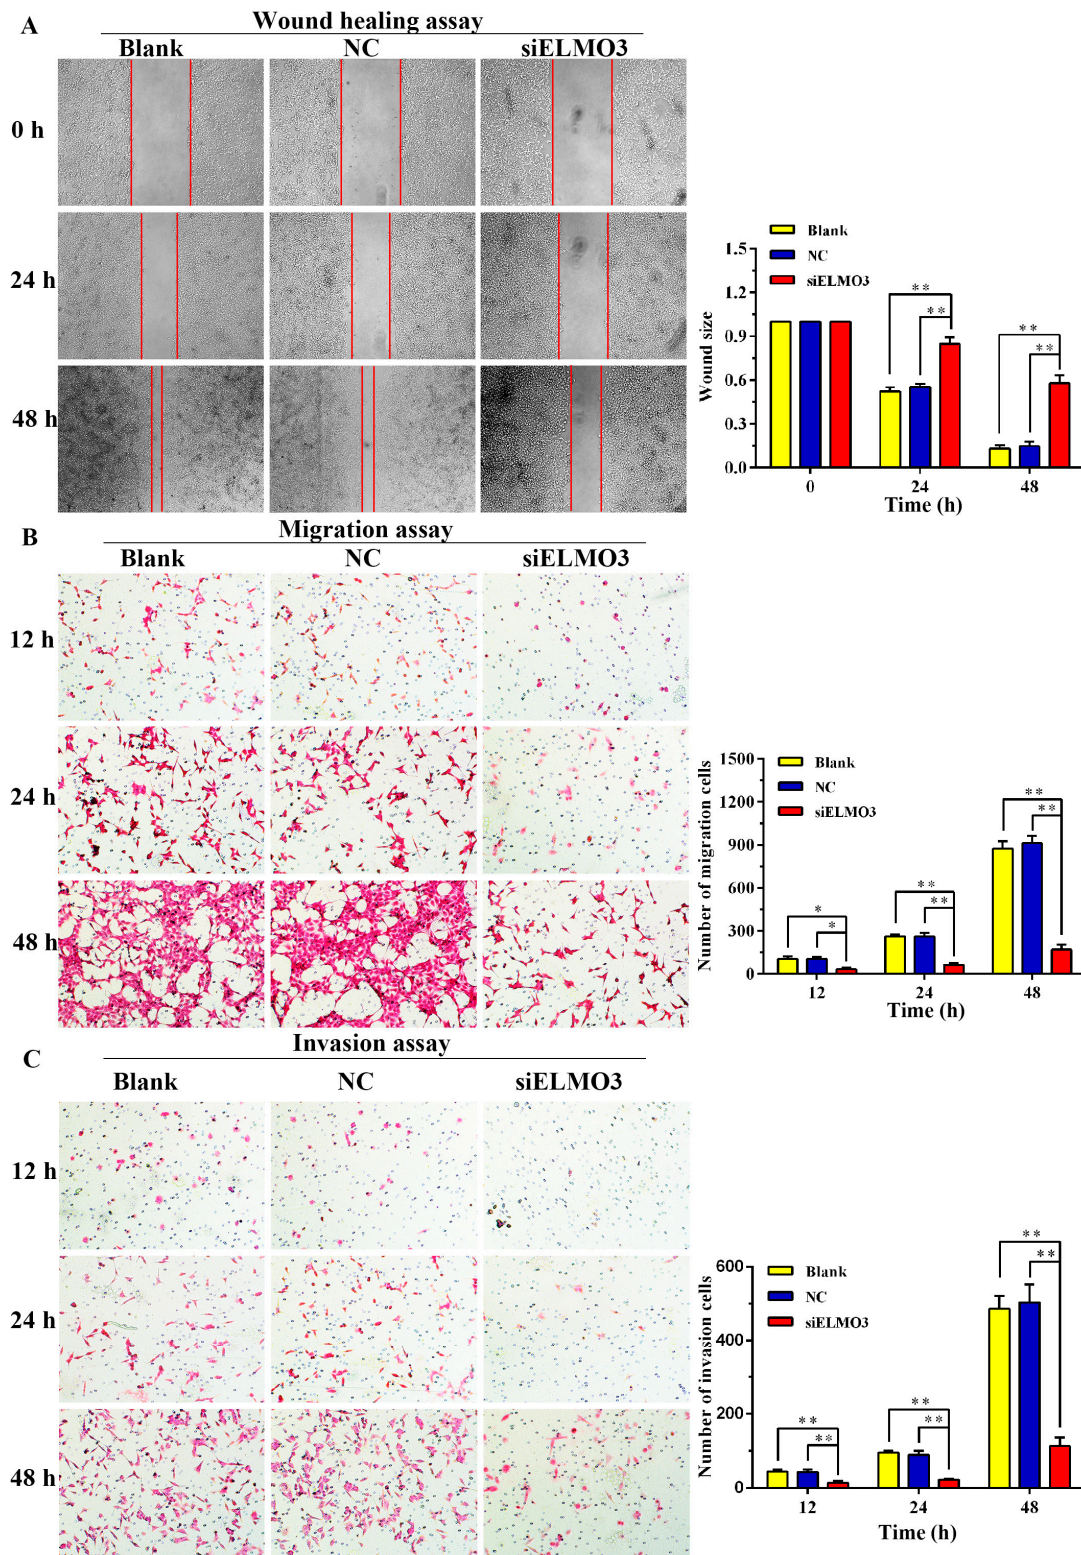 A
Wound healing assay
Blank NC siELMO3
0 h
24 h
48 h
Blank
NC
siELMO3
1.5
1.2
0.9
0.6
0.3
0.0
Wound size
** ** ** **
0 24 48
Time (h)
B
Migration assay
Blank NC siELMO3
12 h
24 h
48 h
Blank
NC
siELMO3
1500
1200
900
600
300
0
Number of migration cells
* * ** ** ** **
12 24 48
Time (h)
C
Invasion assay
Blank NC siELMO3
12 h
24 h
48 h
Blank
NC
siELMO3
600
400
200
0
Number of invasion cells
** ** ** ** ** **
12 24 48
Time (h)